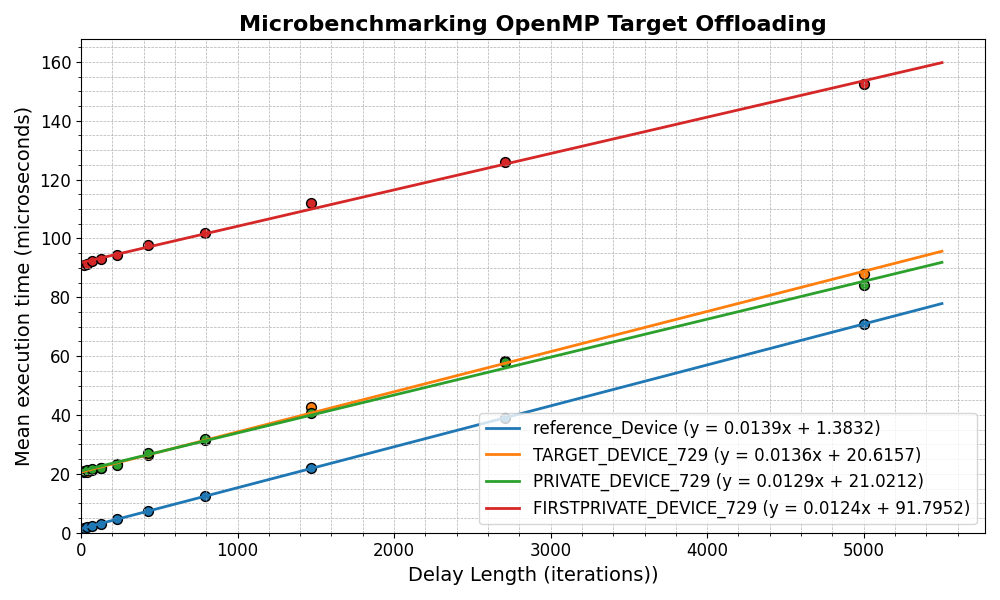 Microbenchmarking OpenMP Target Offloading
Mean execution time (microseconds)
160
140
120
100
80
60
40
20
0
0 1000 2000 3000 4000 5000
Delay Length (iterations))
reference_Device (y = 0.0139x + 1.3832)
TARGET_DEVICE_729 (y = 0.0136x + 20.6157)
PRIVATE_DEVICE_729 (y = 0.0129x + 21.0212)
FIRSTPRIVATE_DEVICE_729 (y = 0.0124x + 91.7952)